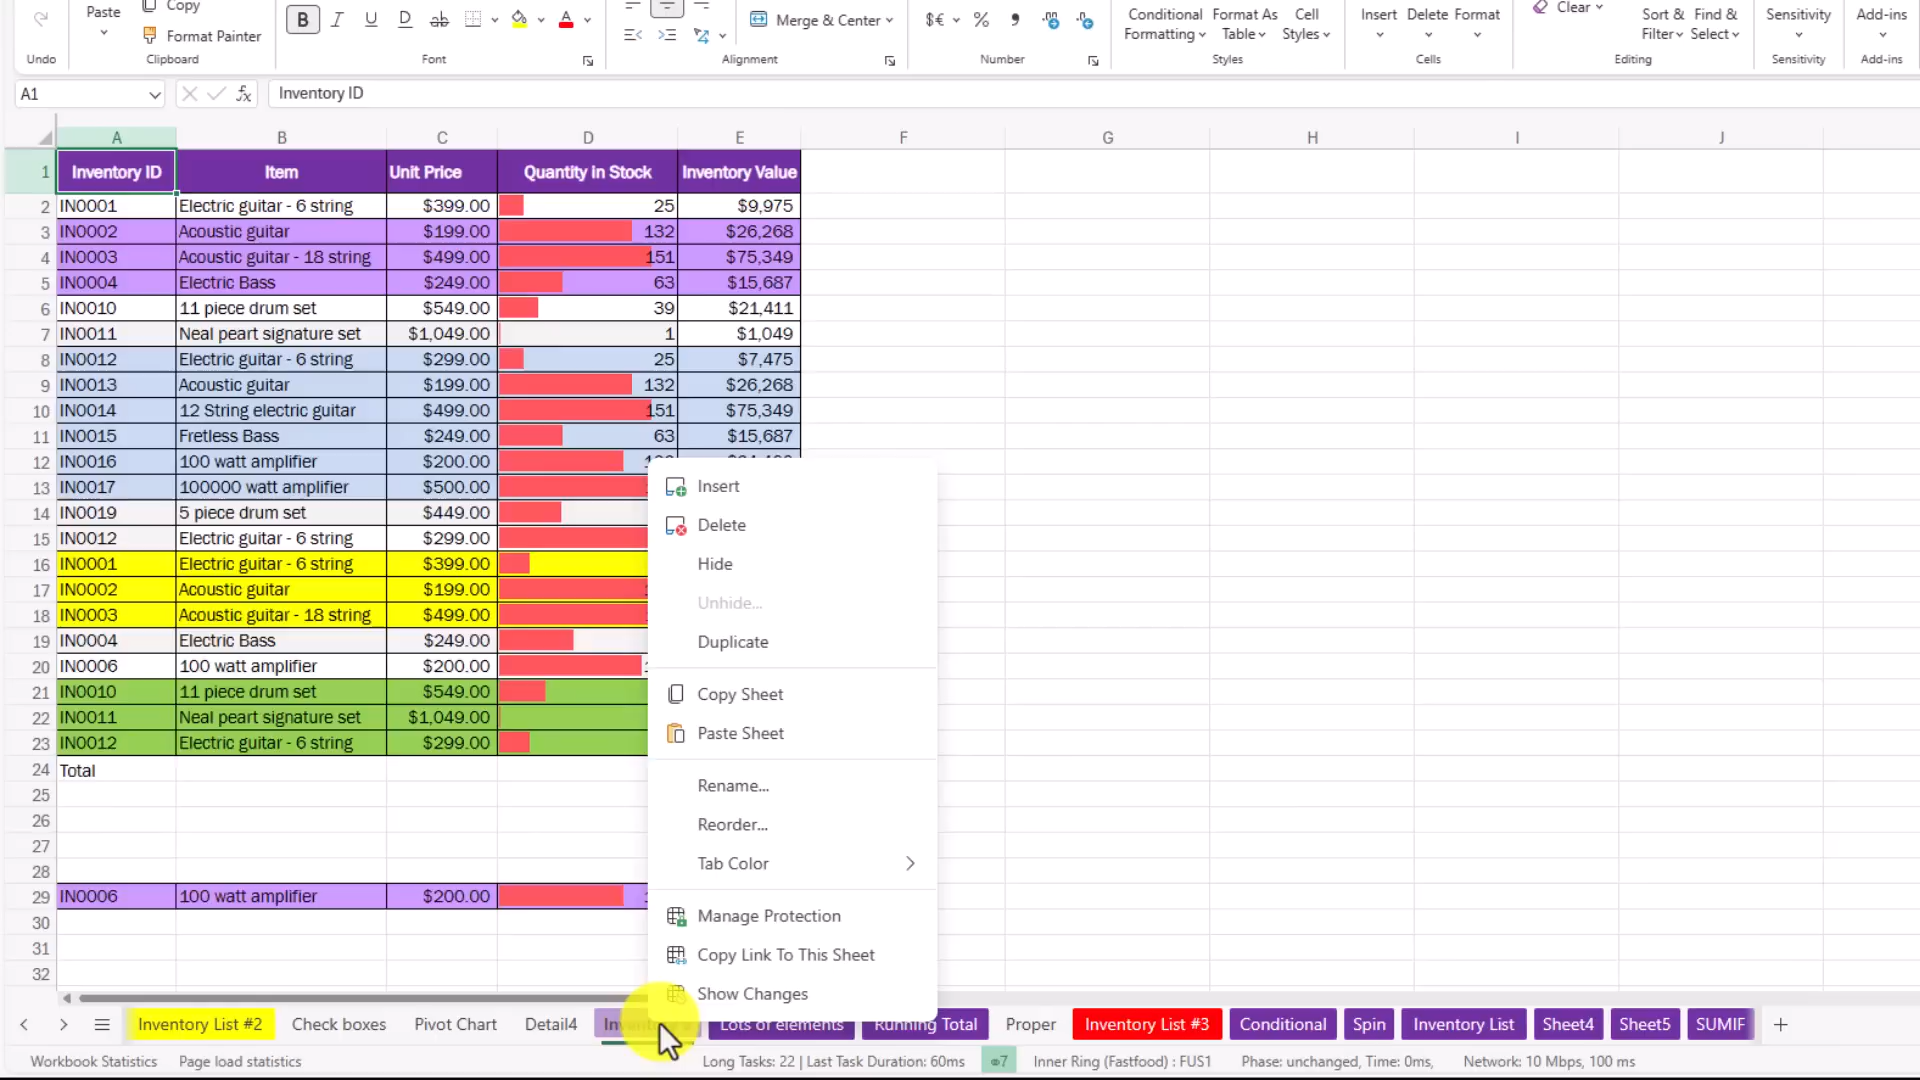 Paste
Copy
Format Painter
Undo
Clipboard
B I U D ab
A
Font
Merge & Center
Alignment
$€ % 9
Number
Conditional Formatting
Format As Table
Cell Styles
Styles
Insert Delete Format
Cells
Clear
Sort & Filter
Find & Select
Editing
Sensitivity
Sensitivity
Add-ins
Add-ins
A1
fx
Inventory ID
A B C D E F G H I J
1 Inventory ID Item Unit Price Quantity in Stock Inventory Value
2 IN0001 Electric guitar - 6 string $399.00 25 $9,975
3 IN0002 Acoustic guitar $199.00 132 $26,268
4 IN0003 Acoustic guitar - 18 string $499.00 151 $75,349
5 IN0004 Electric Bass $249.00 63 $15,687
6 IN0010 11 piece drum set $549.00 39 $21,411
7 IN0011 Neal peart signature set $1,049.00 1 $1,049
8 IN0012 Electric guitar - 6 string $299.00 25 $7,475
9 IN0013 Acoustic guitar $199.00 132 $26,268
10 IN0014 12 String electric guitar $499.00 151 $75,349
11 IN0015 Fretless Bass $249.00 63 $15,687
12 IN0016 100 watt amplifier $200.00
13 IN0017 100000 watt amplifier $500.00
14 IN0019 5 piece drum set $449.00
15 IN0012 Electric guitar - 6 string $299.00
16 IN0001 Electric guitar - 6 string $399.00
17 IN0002 Acoustic guitar $199.00
18 IN0003 Acoustic guitar - 18 string $499.00
19 IN0004 Electric Bass $249.00
20 IN0006 100 watt amplifier $200.00
21 IN0010 11 piece drum set $549.00
22 IN0011 Neal peart signature set $1,049.00
23 IN0012 Electric guitar - 6 string $299.00
24 Total
25
26
27
28
29 IN0006 100 watt amplifier $200.00
30
31
32
Insert
Delete
Hide
Unhide...
Duplicate
Copy Sheet
Paste Sheet
Rename...
Reorder...
Tab Color
Manage Protection
Copy Link To This Sheet
Show Changes
Inventory List #2 Check boxes Pivot Chart Detail4 Lots of elements Running Total Proper Inventory List #3 Conditional Spin Inventory List Sheet4 Sheet5 SUMIF
Workbook Statistics Page load statistics Long Tasks: 22 | Last Task Duration: 60ms 7 Inner Ring (Fastfood) : FUS1 Phase: unchanged, Time: 0ms, Network: 10 Mbps, 100 ms